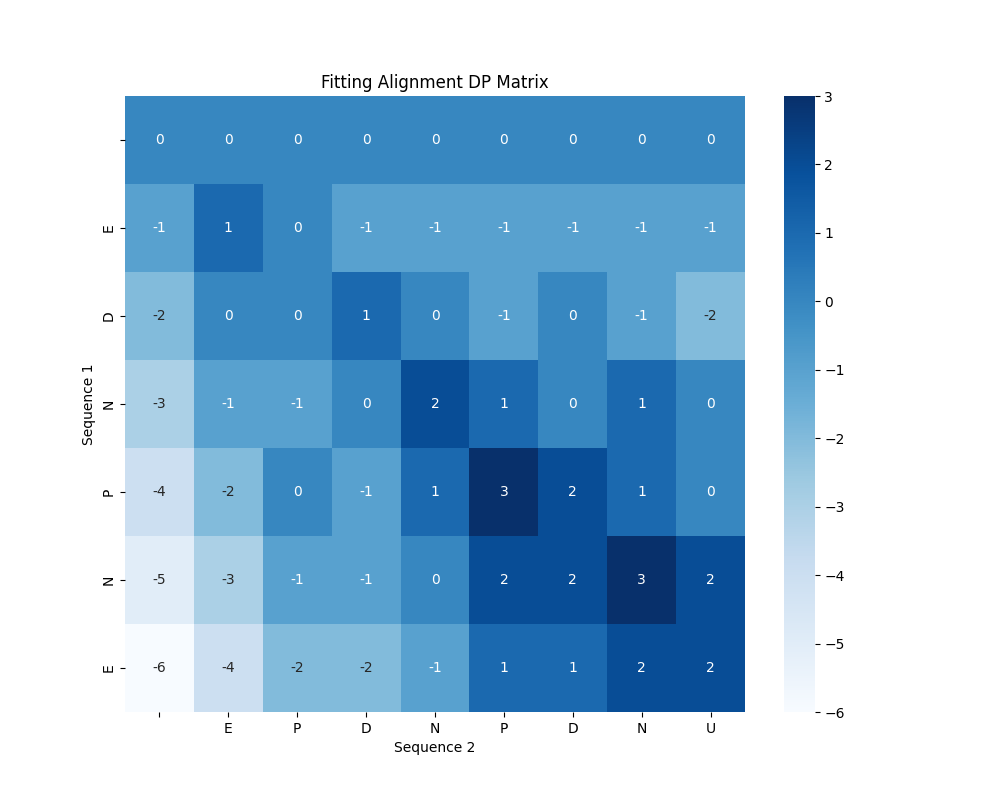 Fitting Alignment DP Matrix
0 0 0 0 0 0 0 0 0
E -1 1 0 -1 -1 -1 -1 -1 -1
D -2 0 0 1 0 -1 0 -1 -2
N -3 -1 -1 0 2 1 0 1 0
P -4 -2 0 -1 1 3 2 1 0
N -5 -3 -1 -1 0 2 2 3 2
E -6 -4 -2 -2 -1 1 1 2 2
E P D N P D N U
Sequence 2
Sequence 1
3
2
1
0
−1
−2
−3
−4
−5
−6